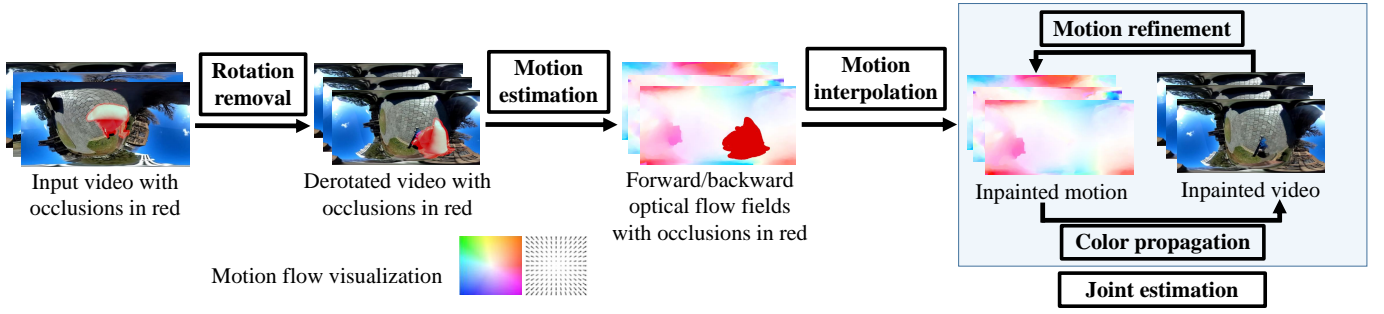 Rotation
removal
Motion
estimation
Motion
interpolation
Motion refinement
Input video with
occlusions in red
Derotated video with
occlusions in red
Forward/backward
optical flow fields
with occlusions in red
Inpainted motion
Inpainted video
Color propagation
Motion flow visualization
Joint estimation